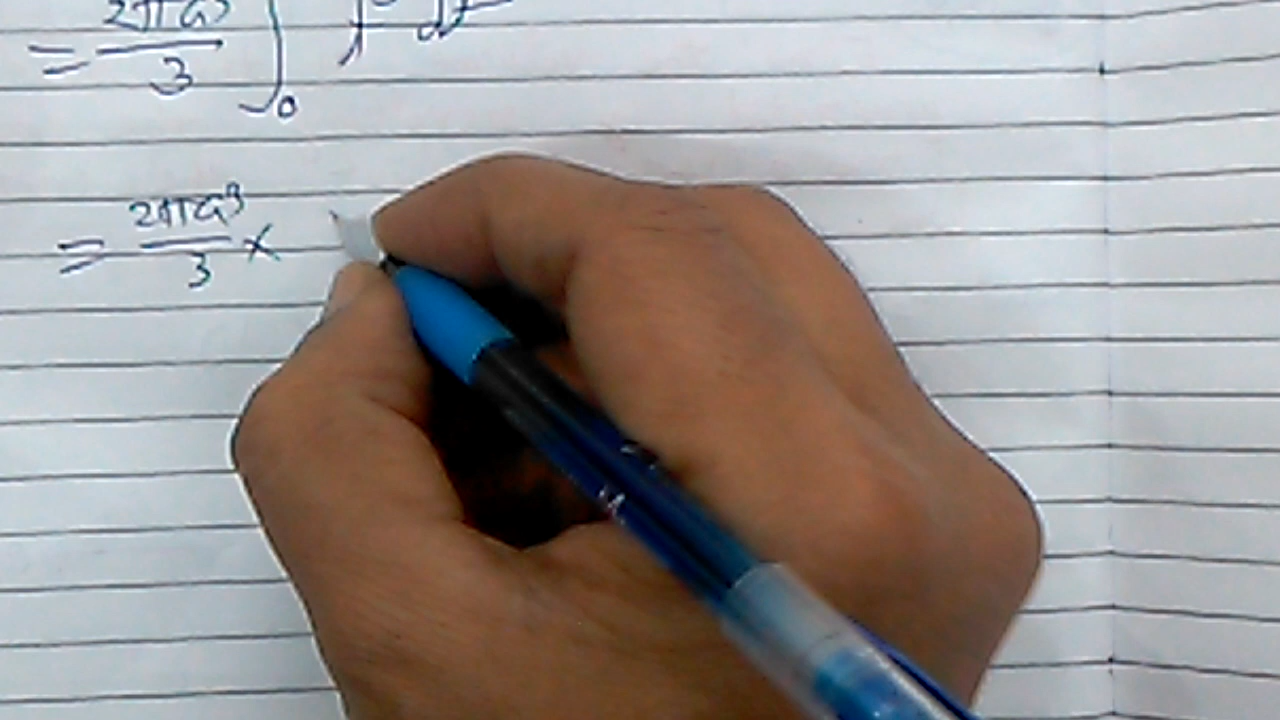 = 2πa³/3 ∫₀
= 2πa³/3 ×